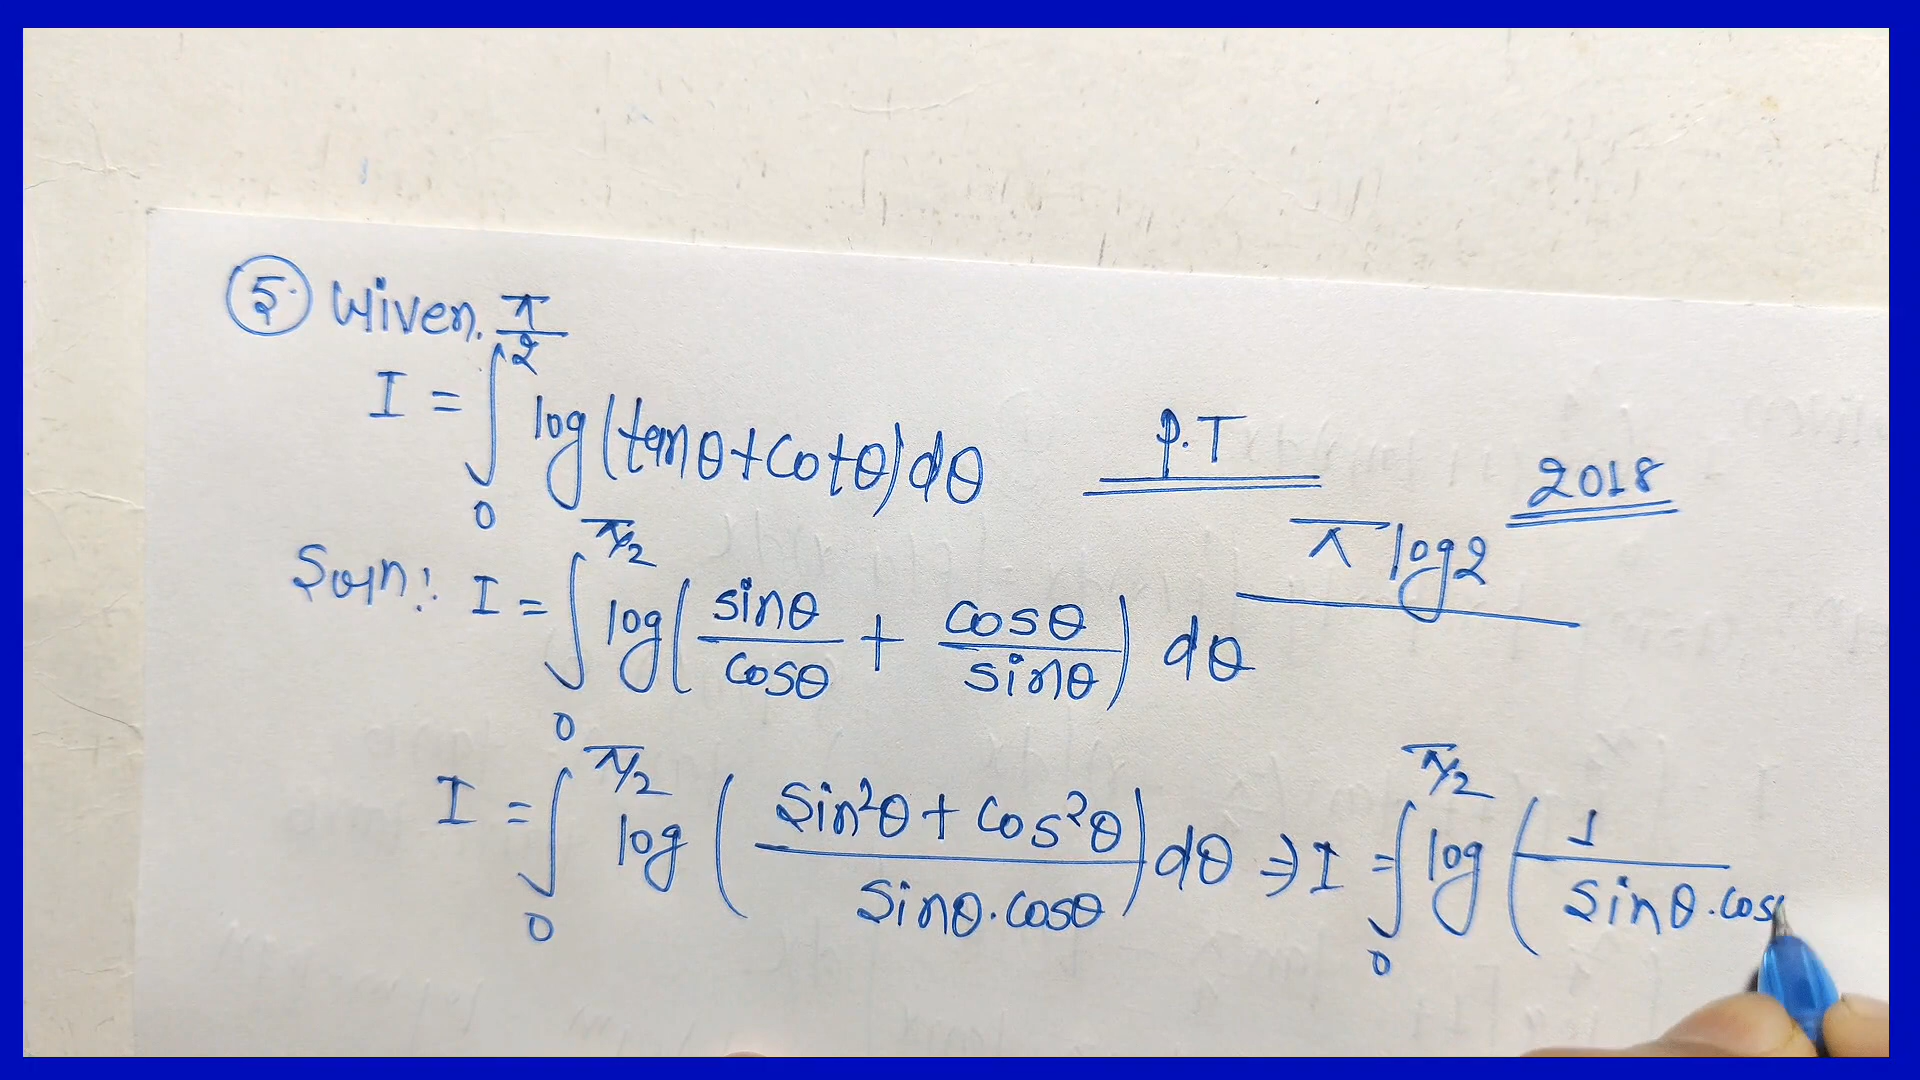 ⑤ Given.
I = ∫₀^{π/2} log(tanθ+cotθ)dθ
P.T
2018
π log2
Soln: I = ∫₀^{π/2} log(sinθ/cosθ + cosθ/sinθ) dθ
I = ∫₀^{π/2} log(sin²θ + cos²θ / sinθ.cosθ)dθ ⇒ I = ∫₀^{π/2} log(1 / sinθ.cos